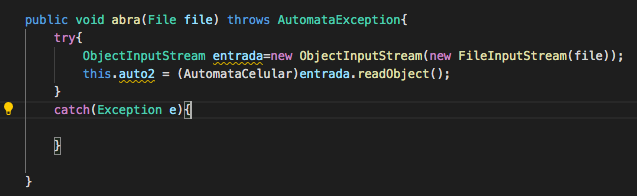 public void abra(File file) throws AutomataException{
try{
ObjectInputStream entrada=new ObjectInputStream(new FileInputStream(file));
this.auto2 = (AutomataCelular)entrada.readObject();
}
catch(Exception e){
}
}